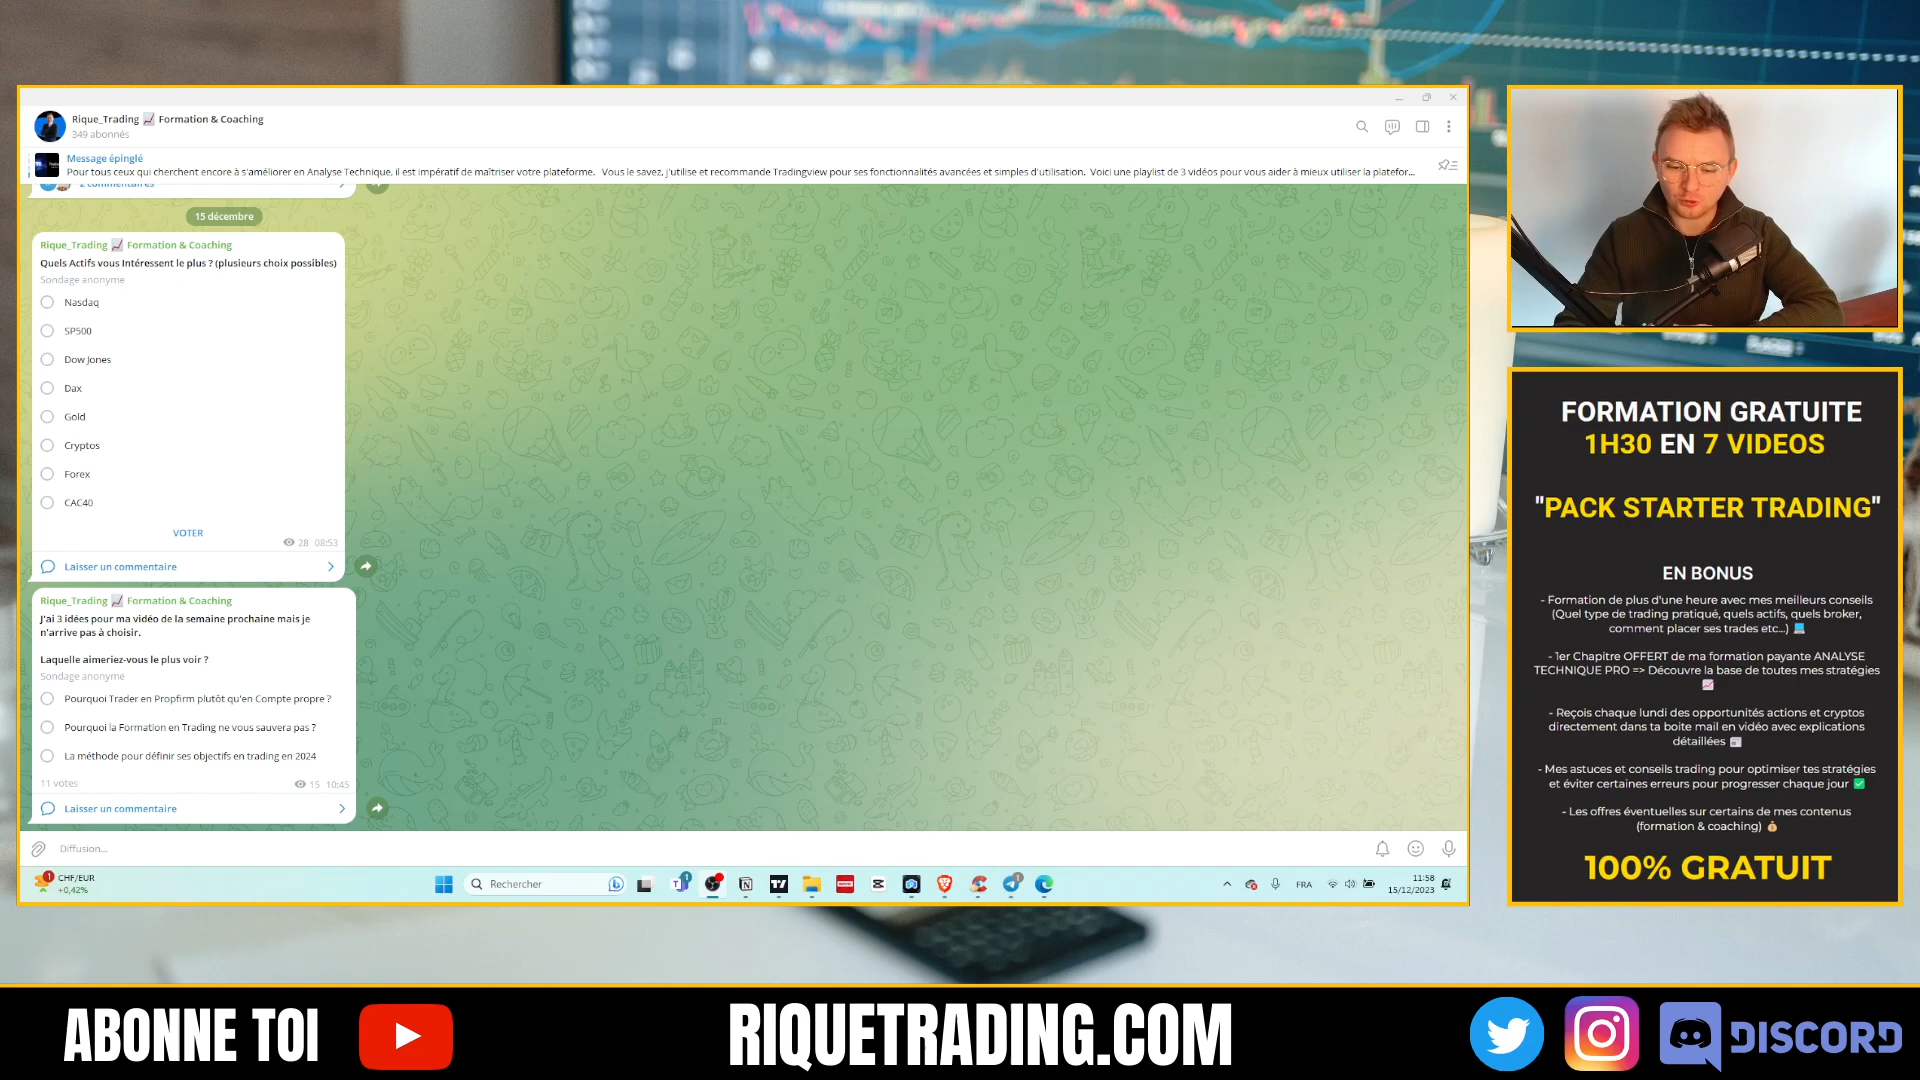 Rique_Trading 📈 Formation & Coaching
349 abonnés
Message épinglé
Pour tous ceux qui cherchent encore à s'améliorer en Analyse Technique, il est impératif de maîtriser votre plateforme. Vous le savez, j'utilise et recommande Tradingview pour ses fonctionnalités avancées et simples d'utilisation. Voici une playlist de 3 vidéos pour vous aider à mieux utiliser la platefor...
2 commentaires
15 décembre
Rique_Trading 📈 Formation & Coaching
Quels Actifs vous Intéressent le plus ? (plusieurs choix possibles)
Sondage anonyme
Nasdaq
SP500
Dow Jones
Dax
Gold
Cryptos
Forex
CAC40
VOTER
28 08:53
Laisser un commentaire
Rique_Trading 📈 Formation & Coaching
J'ai 3 idées pour ma vidéo de la semaine prochaine mais je
n'arrive pas à choisir.
Laquelle aimeriez-vous le plus voir ?
Sondage anonyme
Pourquoi Trader en Propfirm plutôt qu'en Compte propre ?
Pourquoi la Formation en Trading ne vous sauvera pas ?
La méthode pour définir ses objectifs en trading en 2024
11 votes
15 10:45
Laisser un commentaire
Diffusion...
1
CHF/EUR
+0,42%
Rechercher
1
1
FRA
11:58
15/12/2023
FORMATION GRATUITE
1H30 EN 7 VIDEOS
"PACK STARTER TRADING"
EN BONUS
- Formation de plus d'une heure avec mes meilleurs conseils
(Quel type de trading pratiqué, quels actifs, quels broker,
comment placer ses trades etc...) 💻
- 1er Chapitre OFFERT de ma formation payante ANALYSE
TECHNIQUE PRO => Découvre la base de toutes mes stratégies
📈
- Reçois chaque lundi des opportunités actions et cryptos
directement dans ta boite mail en vidéo avec explications
détaillées 📰
- Mes astuces et conseils trading pour optimiser tes stratégies
et éviter certaines erreurs pour progresser chaque jour ✅
- Les offres éventuelles sur certains de mes contenus
(formation & coaching) 💰
100% GRATUIT
ABONNE TOI
RIQUETRADING.COM
DISCORD